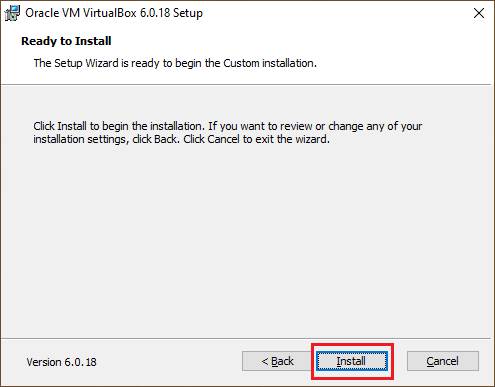 Oracle VM VirtualBox 6.0.18 Setup
Ready to Install
The Setup Wizard is ready to begin the Custom installation.
Click Install to begin the installation. If you want to review or change any of your
installation settings, click Back. Click Cancel to exit the wizard.
Version 6.0.18 < Back Install Cancel